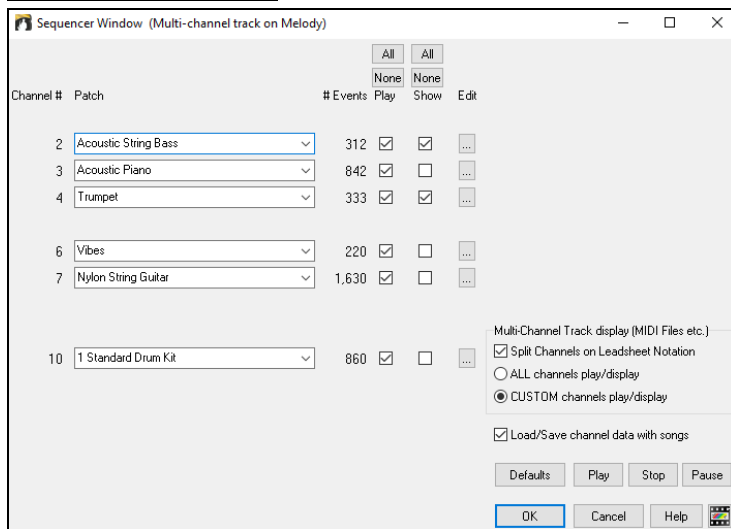 Sequencer Window (Multi-channel track on Melody)
All All
None None
Channel # Patch # Events Play Show Edit
2 Acoustic String Bass 312 ...
3 Acoustic Piano 842 ...
4 Trumpet 333 ...
6 Vibes 220 ...
7 Nylon String Guitar 1,630 ...
10 1 Standard Drum Kit 860 ...
Multi-Channel Track display (MIDI Files etc.)
Split Channels on Leadsheet Notation
ALL channels play/display
CUSTOM channels play/display
Load/Save channel data with songs
Defaults Play Stop Pause
OK Cancel Help